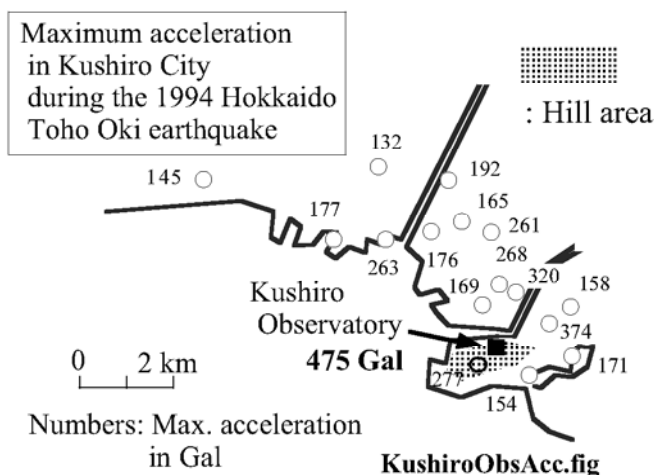 Maximum acceleration
in Kushiro City
during the 1994 Hokkaido
Toho Oki earthquake
: Hill area
132
145
192
165
177
261
263
176
268
320
158
169
Kushiro
Observatory
475 Gal
374
171
277
154
0 2 km
Numbers: Max. acceleration
in Gal
KushiroObsAcc.fig